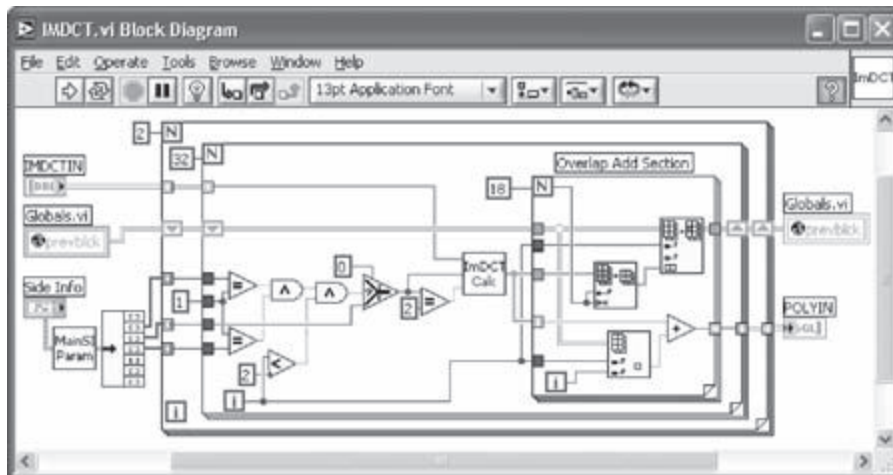 IMDCT.vi Block Diagram
File Edit Operate Tools Browse Window Help
13pt Application Font
ImDCT
2 N
32 N
IMDCTIN
Overlap Add Section
18 N
Globals.vi
prevblck
Globals.vi
prevblck
0
ImDCT
Calc
Side Info
1
2
POLYIN
SGL
MainSI
Param
2
i
i
i